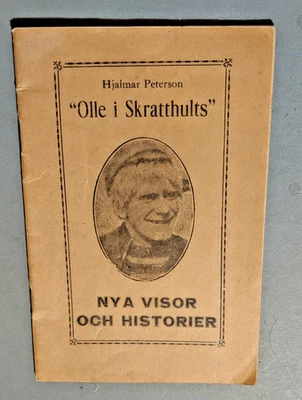 Hjalmar Peterson
"Olle i Skratthults"
NYA VISOR
OCH HISTORIER